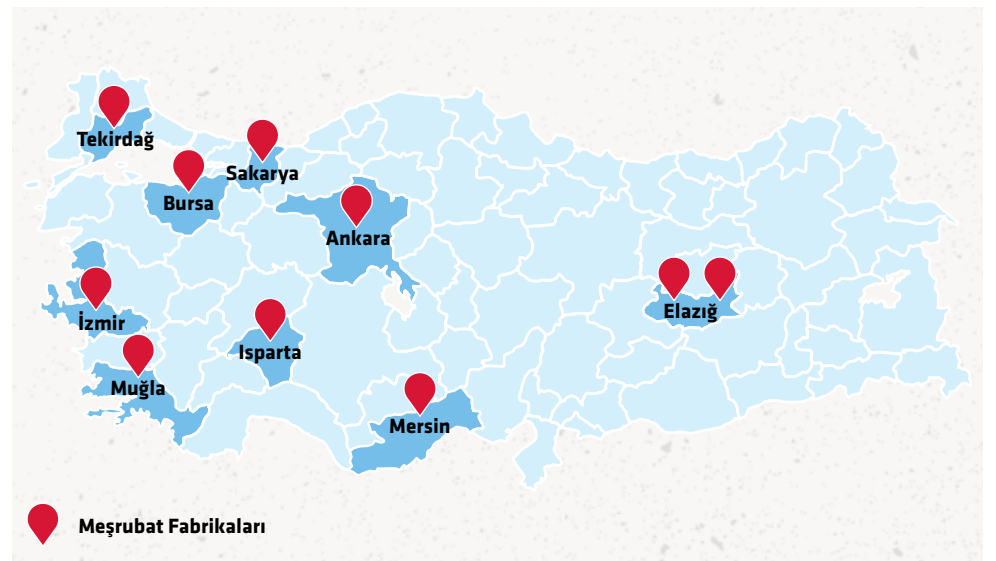 Tekirdağ
Sakarya
Bursa
Ankara
Elazığ
İzmir
Isparta
Muğla
Mersin
Meşrubat Fabrikaları